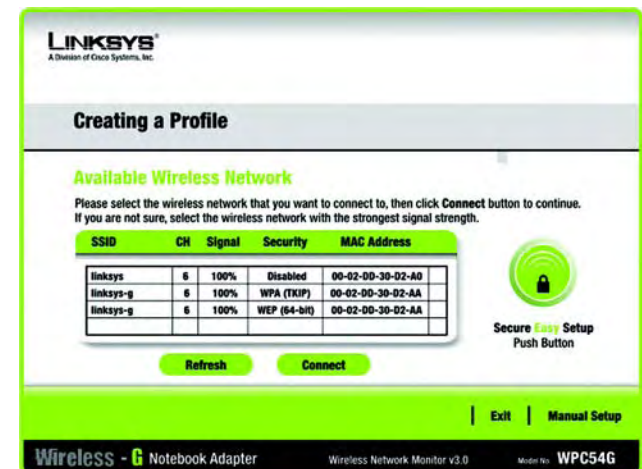 LINKSYS®
A Division of Cisco Systems, Inc.
Creating a Profile
Available Wireless Network
Please select the wireless network that you want to connect to, then click Connect button to continue.
If you are not sure, select the wireless network with the strongest signal strength.
SSID CH Signal Security MAC Address
linksys 6 100% Disabled 00-02-DD-30-D2-A0
linksys-g 6 100% WPA (TKIP) 00-02-DD-30-D2-AA
linksys-g 6 100% WEP (64-bit) 00-02-DD-30-D2-AA
Secure Easy Setup
Push Button
Refresh Connect
Exit Manual Setup
Wireless - G Notebook Adapter Wireless Network Monitor v3.0 Model No. WPC54G